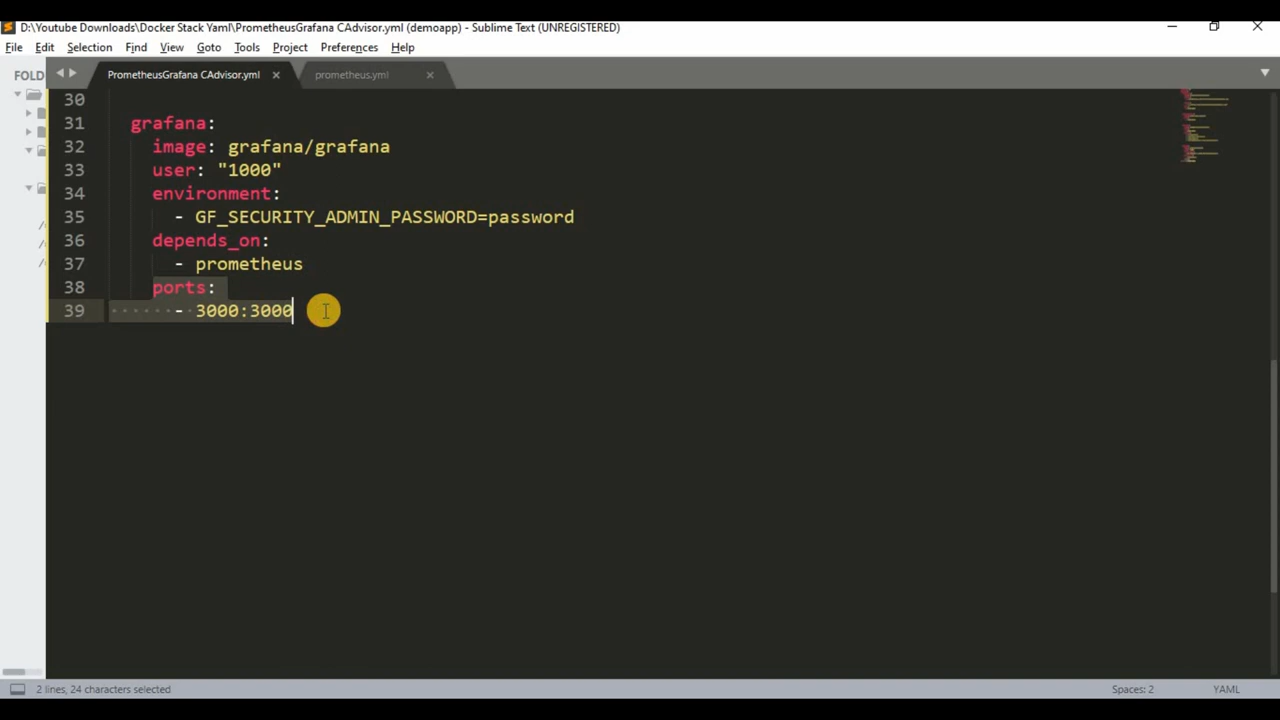 D:\Youtube Downloads\Docker Stack Yaml\PrometheusGrafana CAdvisor.yml (demoapp) - Sublime Text (UNREGISTERED)
File Edit Selection Find View Goto Tools Project Preferences Help
FOLD
PrometheusGrafana CAdvisor.yml
prometheus.yml
30
31 grafana:
32 image: grafana/grafana
33 user: "1000"
34 environment:
35 - GF_SECURITY_ADMIN_PASSWORD=password
36 depends_on:
37 - prometheus
38 ports:
39 - 3000:3000
2 lines, 24 characters selected
Spaces: 2
YAML